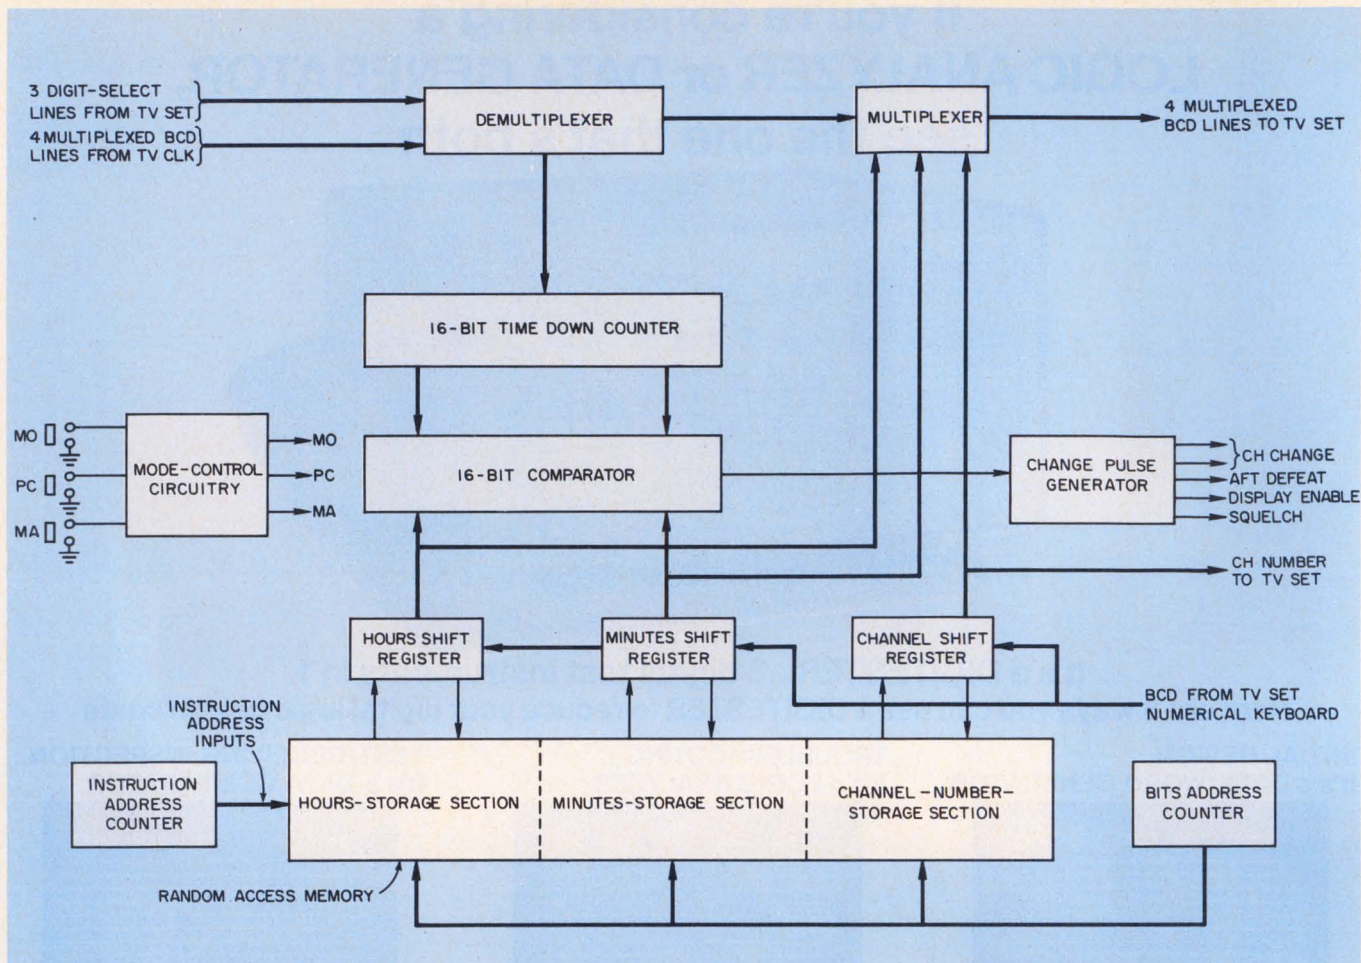 3 DIGIT-SELECT
LINES FROM TV SET
4 MULTIPLEXED BCD
LINES FROM TV CLK
DEMULTIPLEXER
MULTIPLEXER
4 MULTIPLEXED
BCD LINES TO TV SET
16-BIT TIME DOWN COUNTER
MO
PC
MA
MODE-CONTROL
CIRCUITRY
MO
PC
MA
16-BIT COMPARATOR
CHANGE PULSE
GENERATOR
CH CHANGE
AFT DEFEAT
DISPLAY ENABLE
SQUELCH
CH NUMBER
TO TV SET
HOURS SHIFT
REGISTER
MINUTES SHIFT
REGISTER
CHANNEL SHIFT
REGISTER
BCD FROM TV SET
NUMERICAL KEYBOARD
INSTRUCTION
ADDRESS
INPUTS
INSTRUCTION
ADDRESS
COUNTER
HOURS-STORAGE SECTION
MINUTES-STORAGE SECTION
CHANNEL-NUMBER-
STORAGE SECTION
BITS ADDRESS
COUNTER
RANDOM ACCESS MEMORY